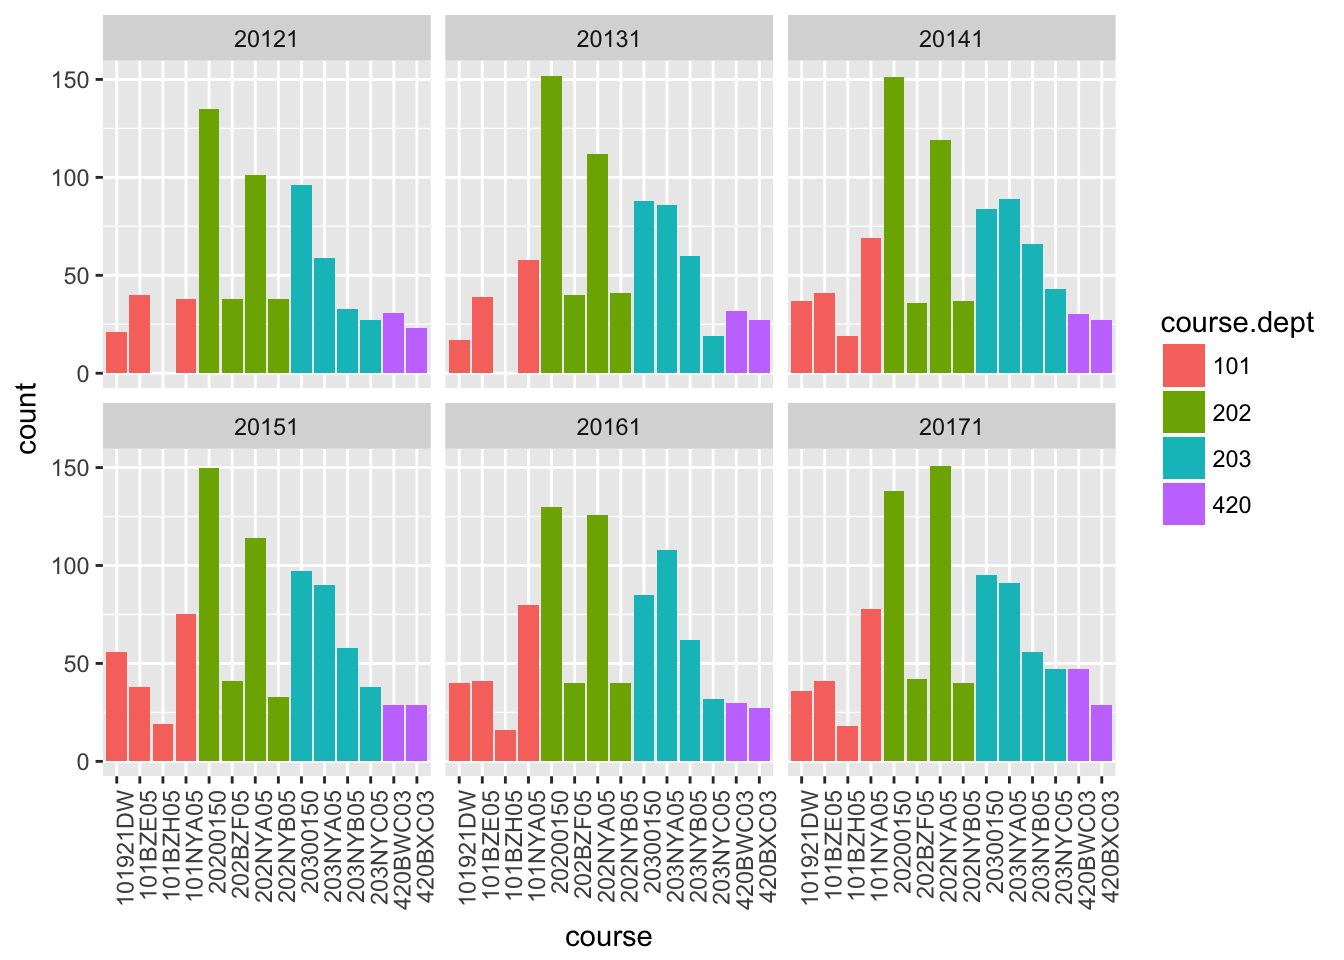 20121
20131
20141
150
100
50
0
20151
20161
20171
150
100
50
0
count
101921DW
101BZE05
101BZH05
101NYA05
20200150
202BZF05
202NYA05
202NYB05
20300150
203NYA05
203NYB05
203NYC05
420BWC03
420BXC03
101921DW
101BZE05
101BZH05
101NYA05
20200150
202BZF05
202NYA05
202NYB05
20300150
203NYA05
203NYB05
203NYC05
420BWC03
420BXC03
101921DW
101BZE05
101BZH05
101NYA05
20200150
202BZF05
202NYA05
202NYB05
20300150
203NYA05
203NYB05
203NYC05
420BWC03
420BXC03
course
course.dept
101
202
203
420